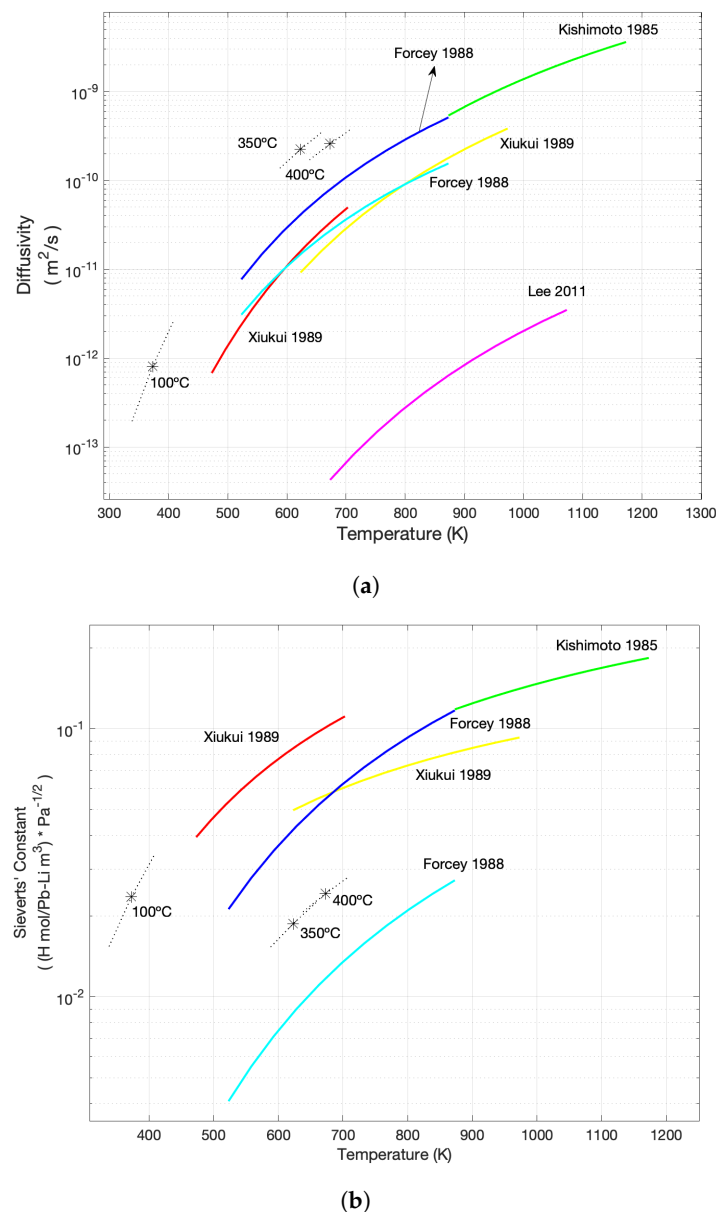 Kishimoto 1985
Forcey 1988
10⁻⁹
350ºC
400ºC
Xiukui 1989
10⁻¹⁰
Forcey 1988
Diffusivity
( m²/s)
10⁻¹¹
Lee 2011
Xiukui 1989
10⁻¹²
100ºC
10⁻¹³
300 400 500 600 700 800 900 1000 1100 1200 1300
Temperature (K)
(a)
Kishimoto 1985
Xiukui 1989
Forcey 1988
10⁻¹
Xiukui 1989
Sieverts' Constant
( (H mol/Pb-Li m³) * Pa⁻¹/²)
Forcey 1988
400ºC
100ºC
350ºC
10⁻²
400 500 600 700 800 900 1000 1100 1200
Temperature (K)
(b)